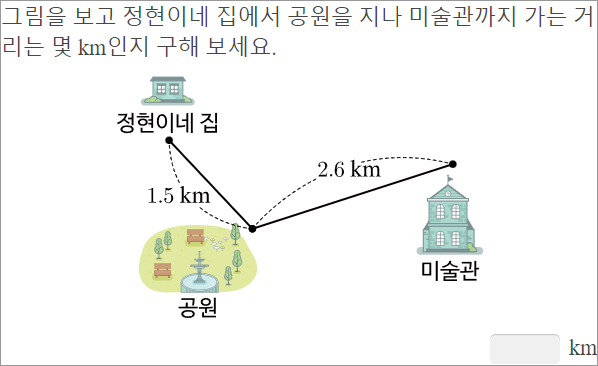 그림을 보고 정현이네 집에서 공원을 지나 미술관까지 가는 거
리는 몇 km인지 구해 보세요.
정현이네 집
2.6 km
1.5 km
미술관
공원
km